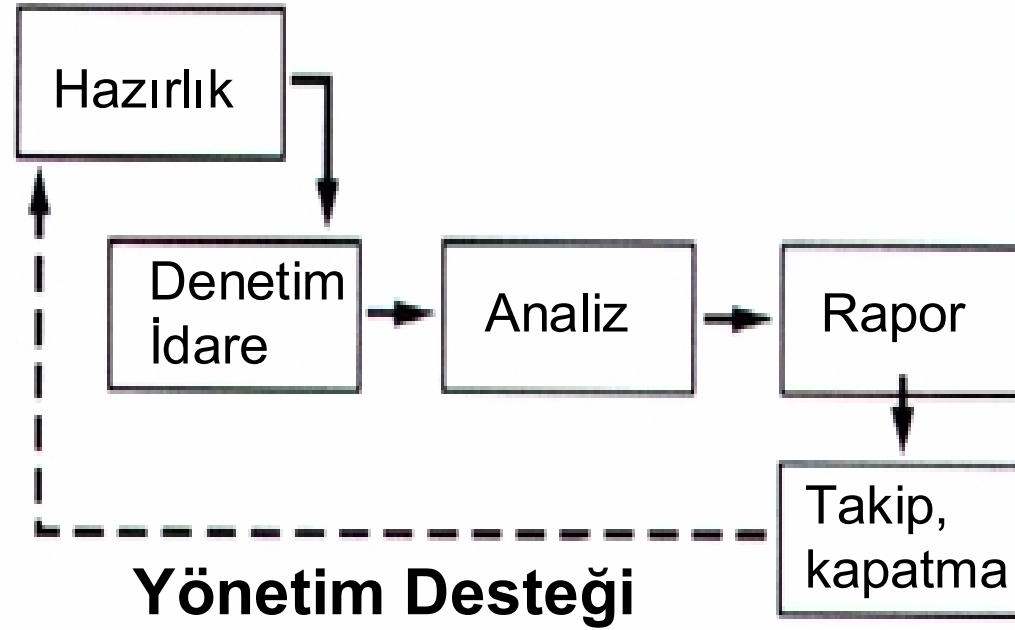 Hazırlık
Denetim
İdare
Analiz
Rapor
Takip,
kapatma
Yönetim Desteği